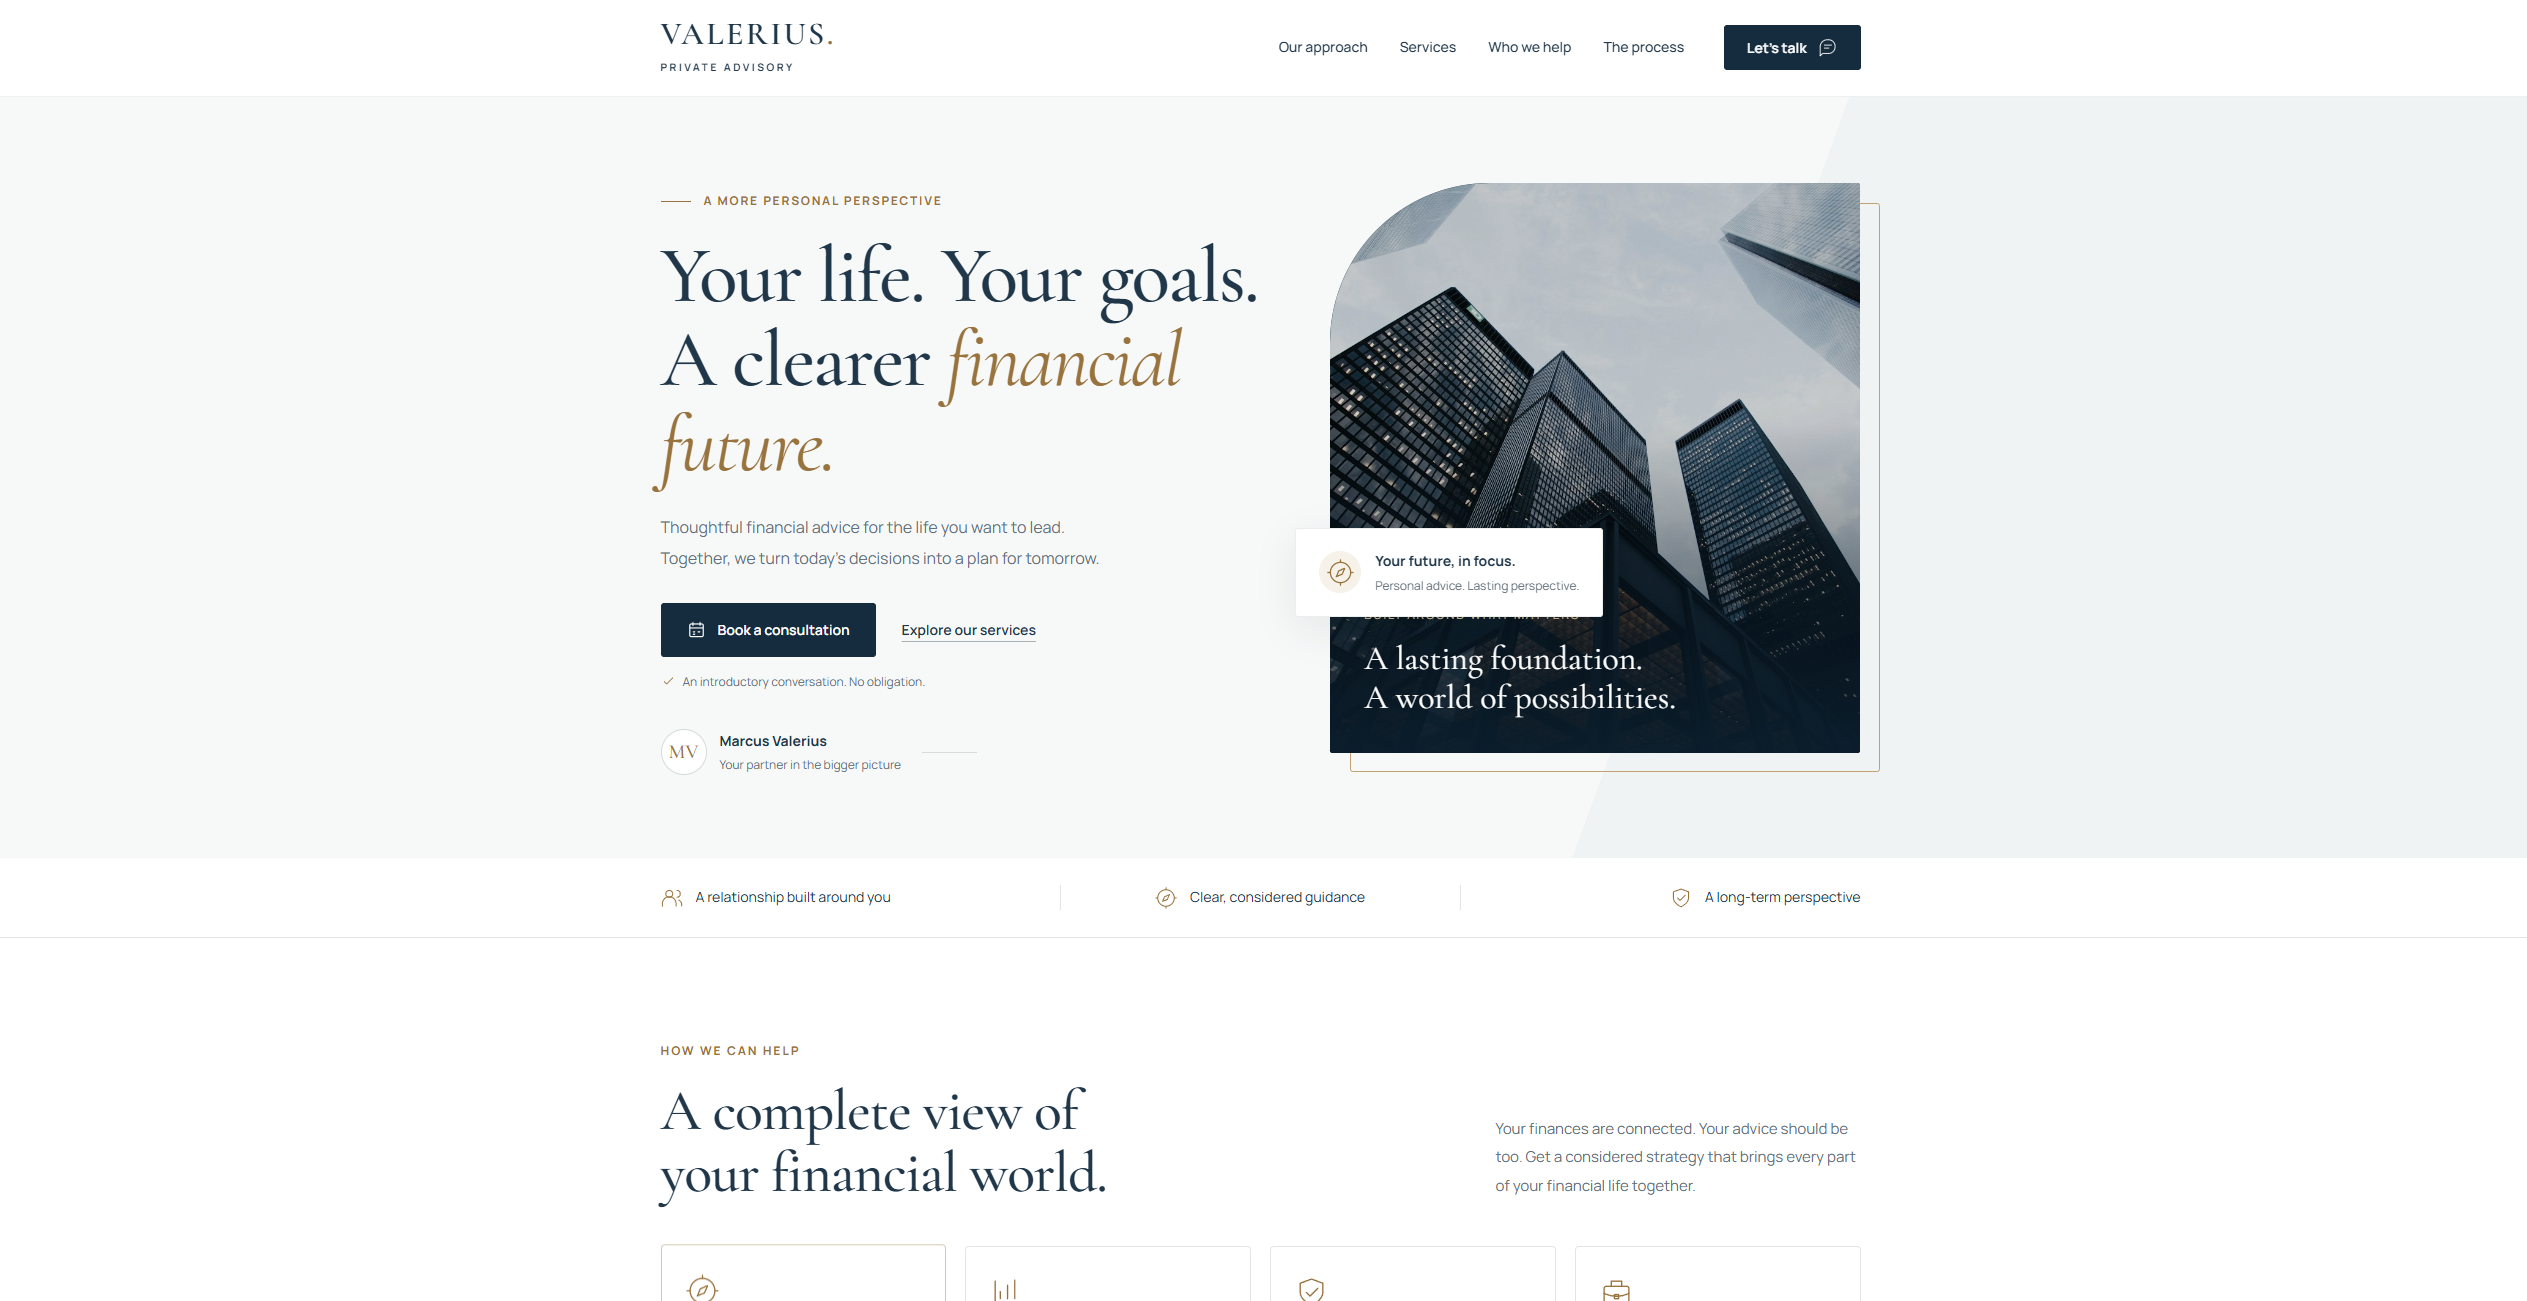 VALERIUS.
PRIVATE ADVISORY
Our approach
Services
Who we help
The process
Let's talk
A MORE PERSONAL PERSPECTIVE
Your life. Your goals.
A clearer financial
future.
Thoughtful financial advice for the life you want to lead.
Together, we turn today's decisions into a plan for tomorrow.
Book a consultation
Explore our services
An introductory conversation. No obligation.
MV
Marcus Valerius
Your partner in the bigger picture
Your future, in focus.
Personal advice. Lasting perspective.
A lasting foundation.
A world of possibilities.
A relationship built around you
Clear, considered guidance
A long-term perspective
HOW WE CAN HELP
A complete view of
your financial world.
Your finances are connected. Your advice should be
too. Get a considered strategy that brings every part
of your financial life together.